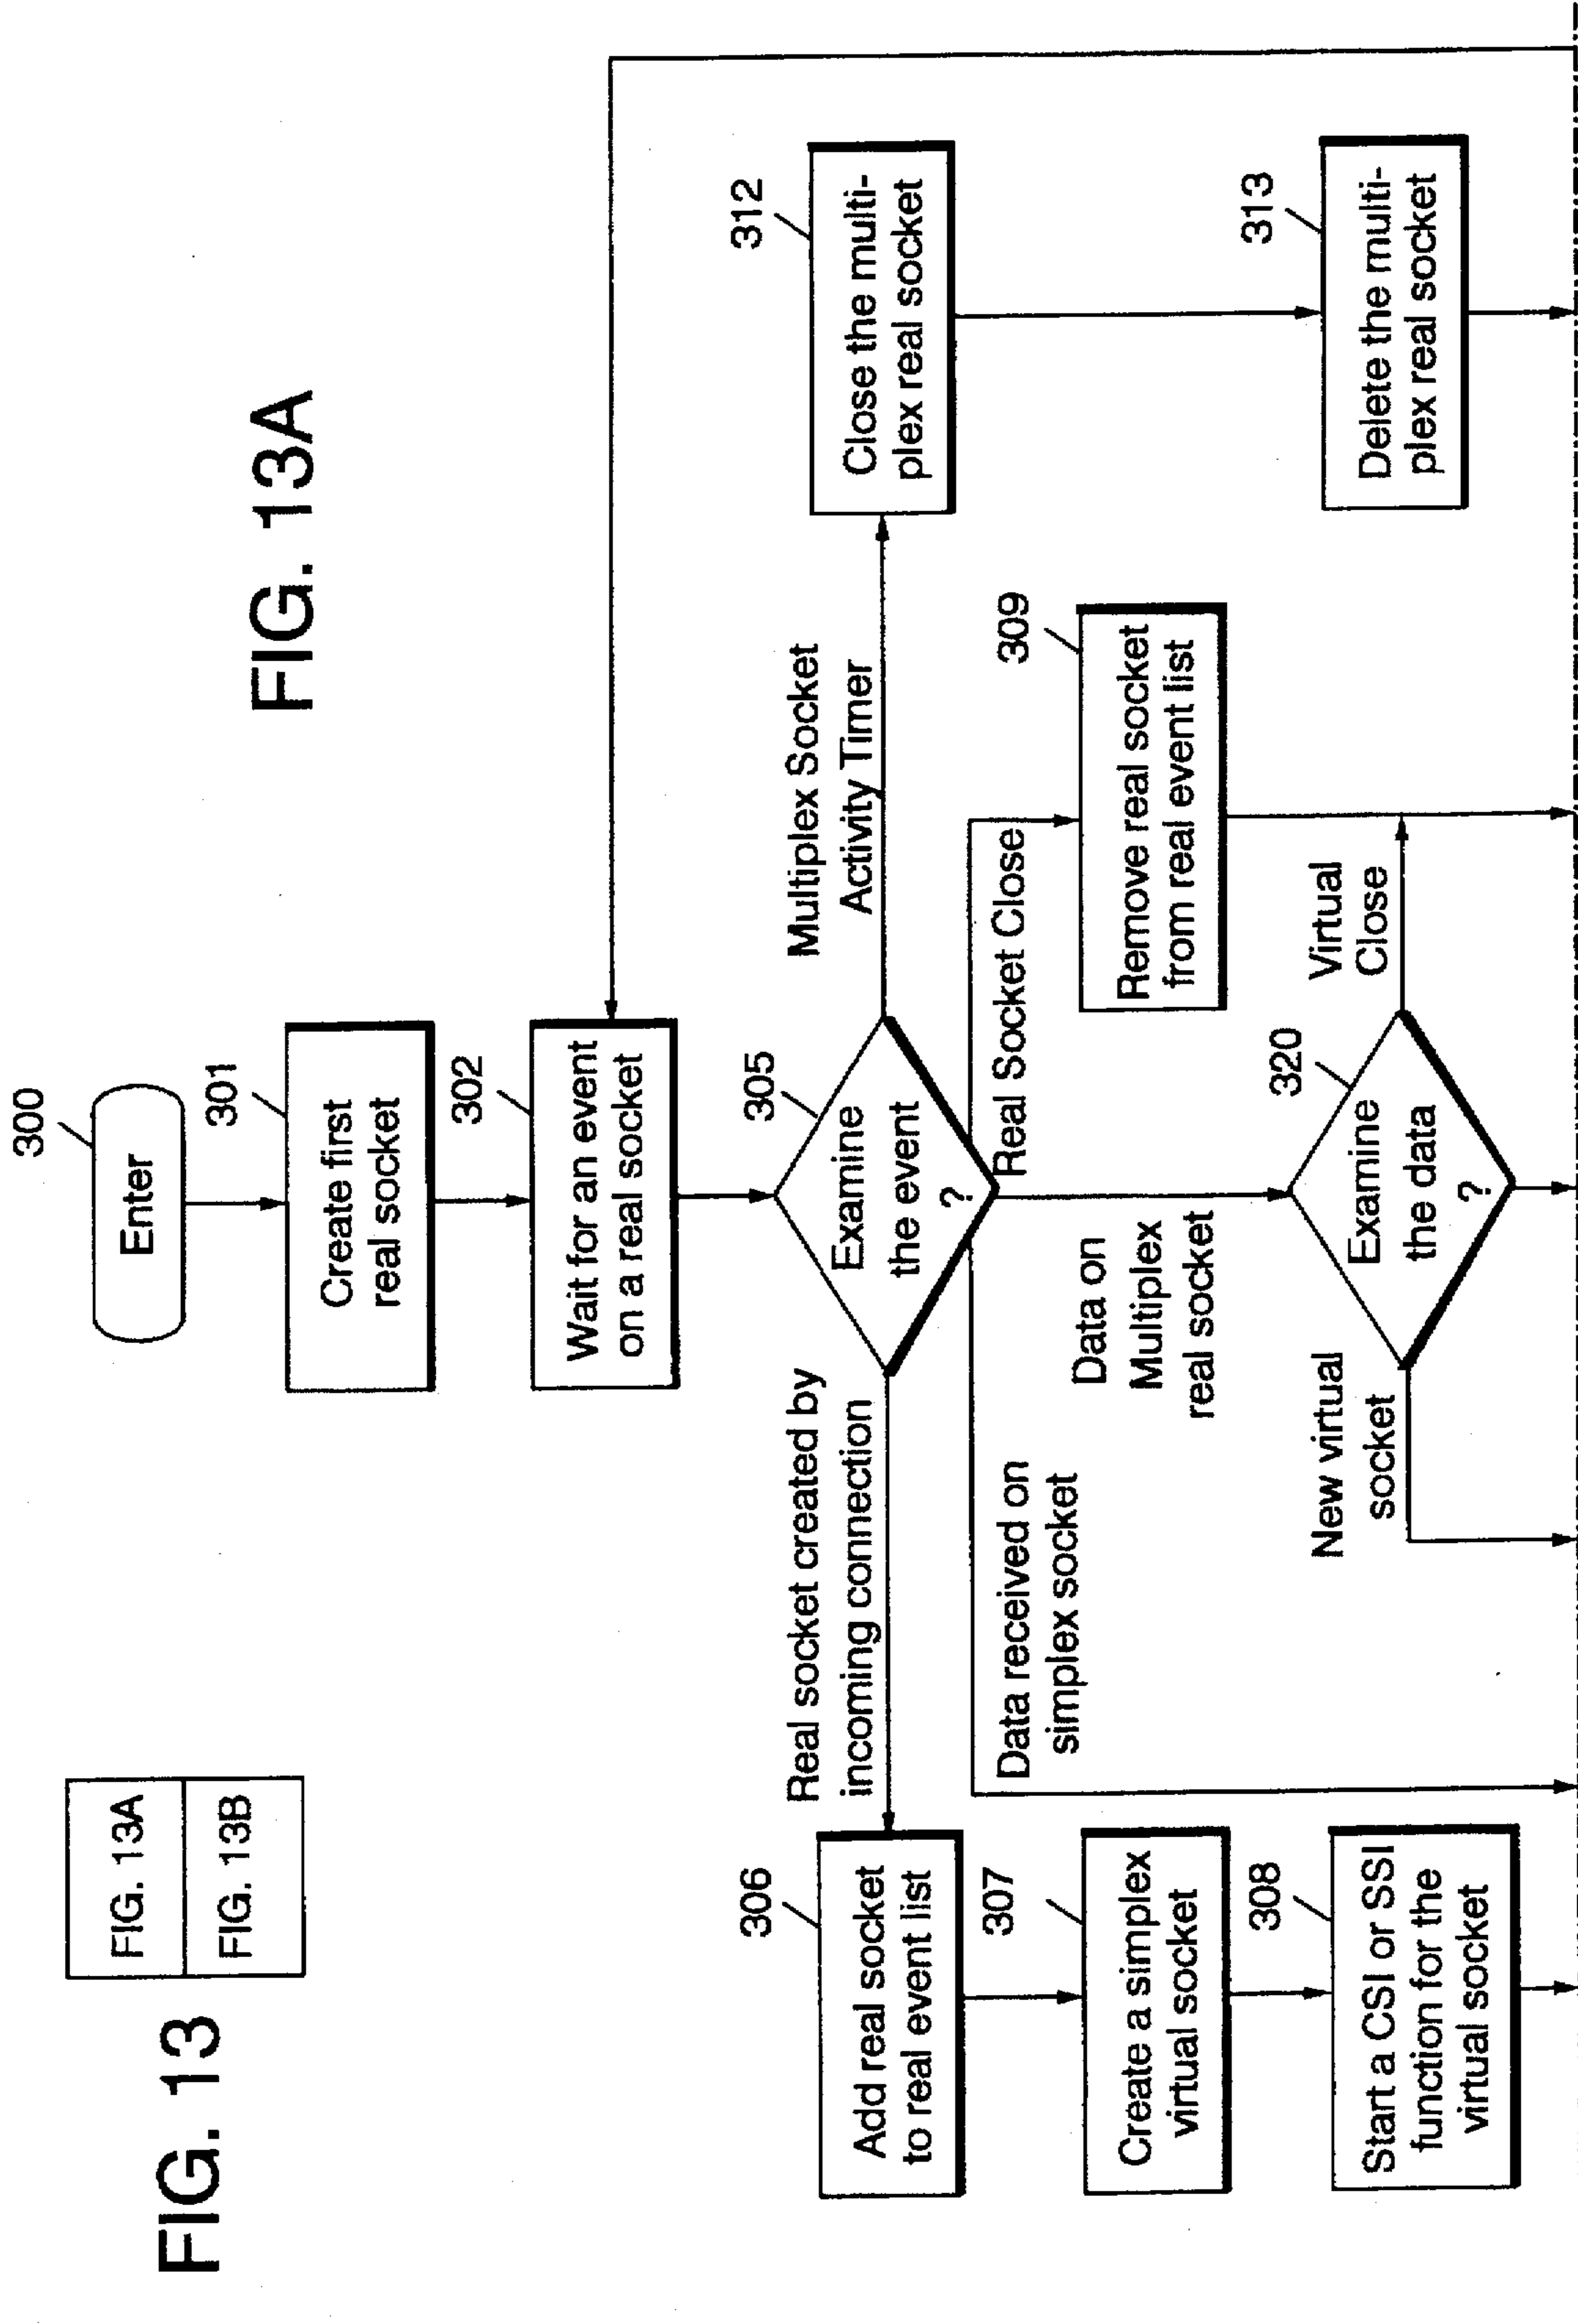 FIG. 13
FIG. 13A
FIG. 13B
FIG. 13A
300
Enter
301
Create first
real socket
302
Wait for an event
on a real socket
305
Examine
the event
?
Real socket created by
incoming connection
Multiplex Socket
Activity Timer
Data received on
simplex socket
Data on
Multiplex
real socket
Real Socket Close
306
Add real socket
to real event list
307
Create a simplex
virtual socket
308
Start a CSI or SSI
function for the
virtual socket
309
Remove real socket
from real event list
312
Close the multi-
plex real socket
313
Delete the multi-
plex real socket
320
Examine
the data
?
New virtual
socket
Virtual
Close